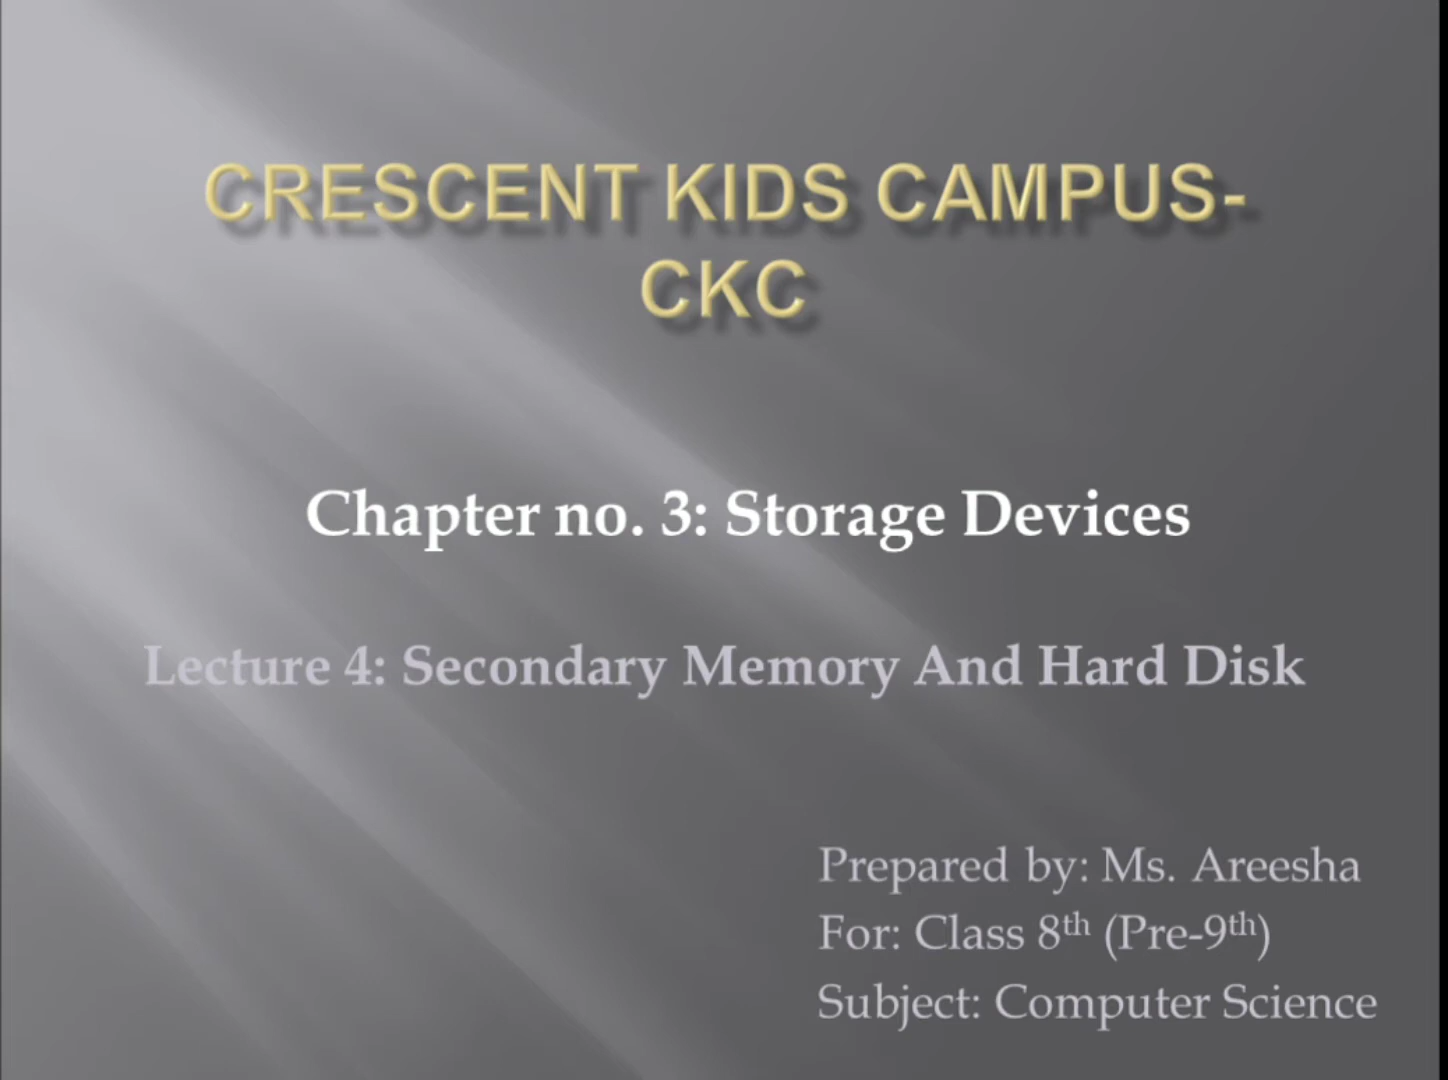 CRESCENT KIDS CAMPUS-
CKC
Chapter no. 3: Storage Devices
Lecture 4: Secondary Memory And Hard Disk
Prepared by: Ms. Areesha
For: Class 8th (Pre-9th)
Subject: Computer Science